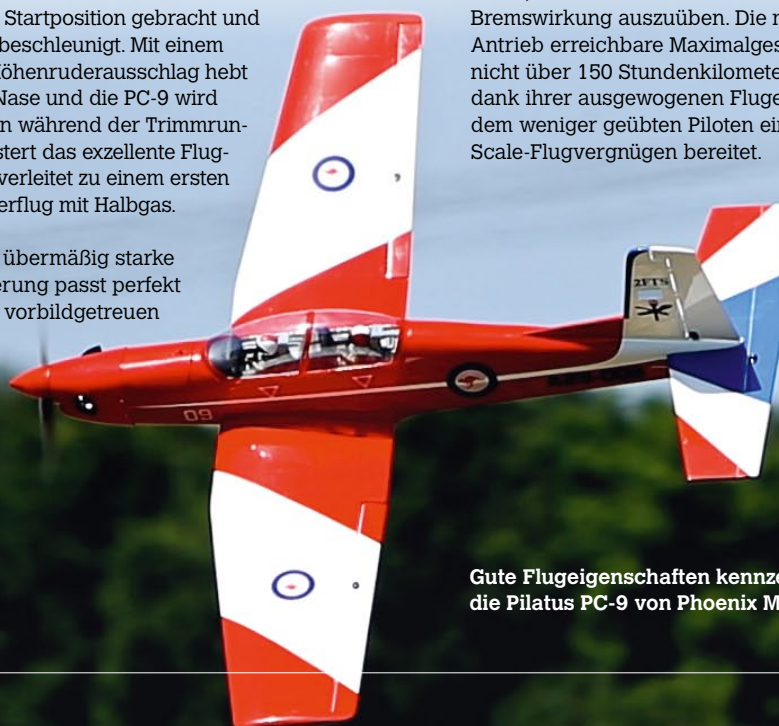 Startposition gebracht und
beschleunigt. Mit einem
öhenruderausschlag hebt
Nase und die PC-9 wird
n während der Trimmrun-
stert das exzellente Flug-
verleitet zu einem ersten
erflug mit Halbgas.
übermäßig starke
erung passt perfekt
vorbildgetreuen
Bremswirkung auszuüben. Die
Antrieb erreichbare Maximalges
nicht über 150 Stundenkilomete
dank ihrer ausgewogenen Fluge
dem weniger geübten Piloten ei
Scale-Flugvergnügen bereitet.
2FTS
09
Gute Flugeigenschaften kennze
die Pilatus PC-9 von Phoenix M